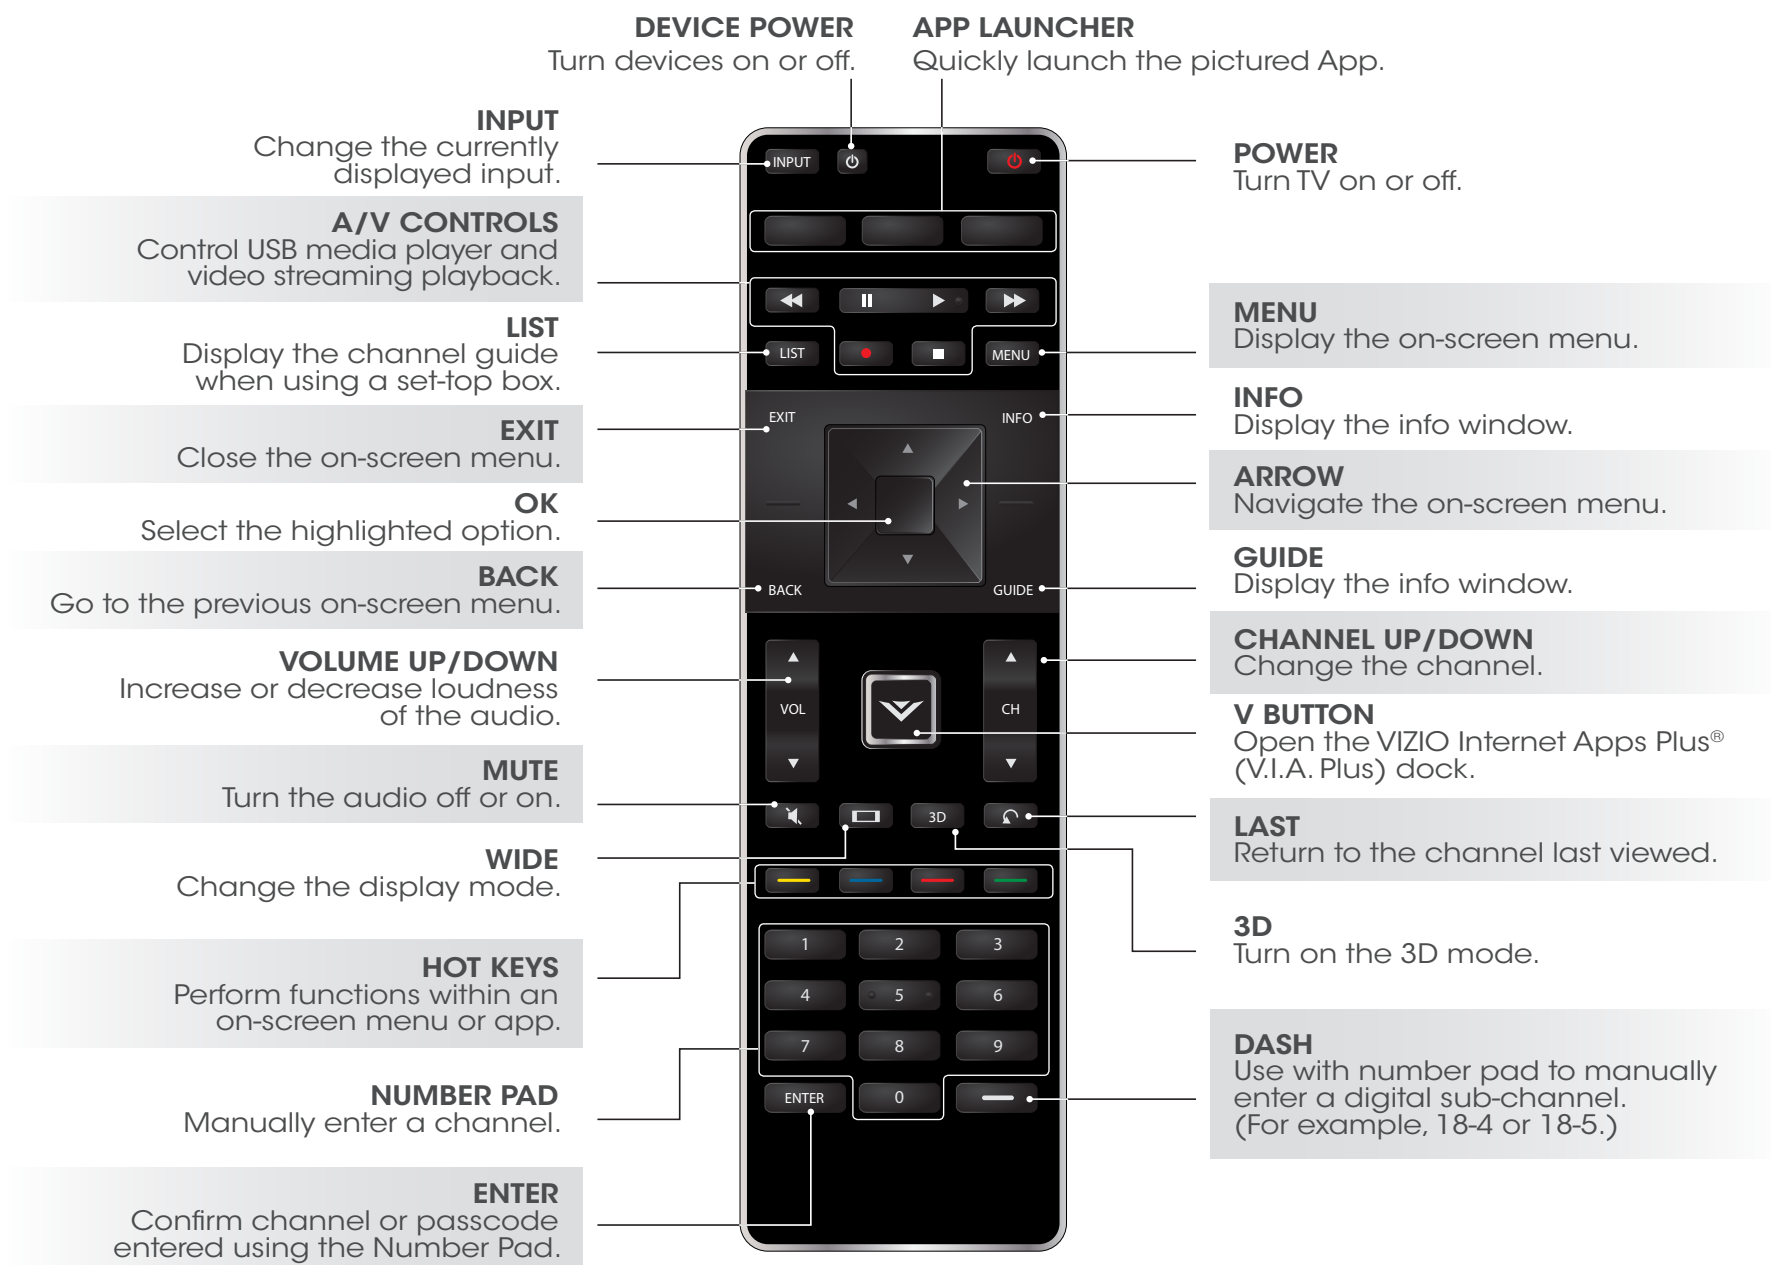 DEVICE POWER
Turn devices on or off.
APP LAUNCHER
Quickly launch the pictured App.
INPUT
Change the currently
displayed input.
A/V CONTROLS
Control USB media player and
video streaming playback.
LIST
Display the channel guide
when using a set-top box.
EXIT
Close the on-screen menu.
OK
Select the highlighted option.
BACK
Go to the previous on-screen menu.
VOLUME UP/DOWN
Increase or decrease loudness
of the audio.
MUTE
Turn the audio off or on.
WIDE
Change the display mode.
HOT KEYS
Perform functions within an
on-screen menu or app.
NUMBER PAD
Manually enter a channel.
ENTER
Confirm channel or passcode
entered using the Number Pad.
INPUT
LIST
MENU
EXIT
INFO
BACK
GUIDE
VOL
CH
3D
1 2 3
4 5 6
7 8 9
ENTER 0
POWER
Turn TV on or off.
MENU
Display the on-screen menu.
INFO
Display the info window.
ARROW
Navigate the on-screen menu.
GUIDE
Display the info window.
CHANNEL UP/DOWN
Change the channel.
V BUTTON
Open the VIZIO Internet Apps Plus®
(V.I.A. Plus) dock.
LAST
Return to the channel last viewed.
3D
Turn on the 3D mode.
DASH
Use with number pad to manually
enter a digital sub-channel.
(For example, 18-4 or 18-5.)